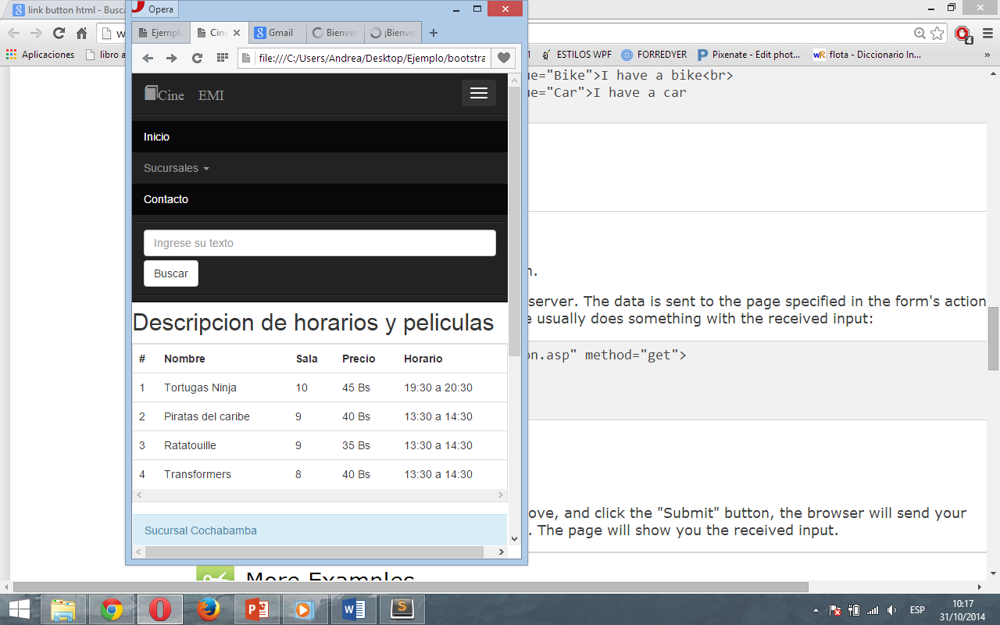 link button html - Busc
Opera
Ejempl
Cine
Gmail
Bienve
¡Bienve
file:///C:/Users/Andrea/Desktop/Ejemplo/bootstra
Aplicaciones
libro a
ESTILOS WPF
FORREDYER
Pixenate - Edit phot...
flota - Diccionario In...
»
ue="Bike">I have a bike<br>
ue="Car">I have a car
Cine EMI
Inicio
Sucursales
Contacto
Ingrese su texto
Buscar
server. The data is sent to the page specified in the form's action
usually does something with the received input:
on.asp" method="get">
Descripcion de horarios y peliculas
# Nombre Sala Precio Horario
1 Tortugas Ninja 10 45 Bs 19:30 a 20:30
2 Piratas del caribe 9 40 Bs 13:30 a 14:30
3 Ratatouille 9 35 Bs 13:30 a 14:30
4 Transformers 8 40 Bs 13:30 a 14:30
Sucursal Cochabamba
ove, and click the "Submit" button, the browser will send your
. The page will show you the received input.
More Examples
ESP
10:17
31/10/2014